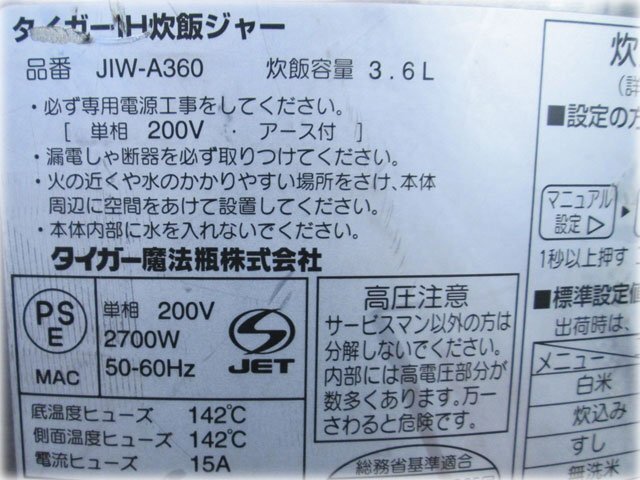 タイガーIH炊飯ジャー
品番 JIW-A360 炊飯容量 3.6L
・必ず専用電源工事をしてください。
[ 単相 200V ・ アース付 ]
・漏電しゃ断器を必ず取りつけてください。
・火の近くや水のかかりやすい場所をさけ、本体
周辺に空間をあけて設置してください。
・本体内部に水を入れないでください。
タイガー魔法瓶株式会社
PS
E
MAC
単相 200V
2700W
50-60Hz
JET
底温度ヒューズ 142℃
側面温度ヒューズ 142℃
電流ヒューズ 15A
高圧注意
サービスマン以外の方は
分解しないでください。
内部には高電圧部分が
数多くあります。万一
さわると危険です。
総務省基準適合
炊
(詳
■設定の方
マニュアル
設定 ▷
1秒以上押す
■標準設定値
出荷時は、
メニュー
白米
炊込み
すし
無洗米